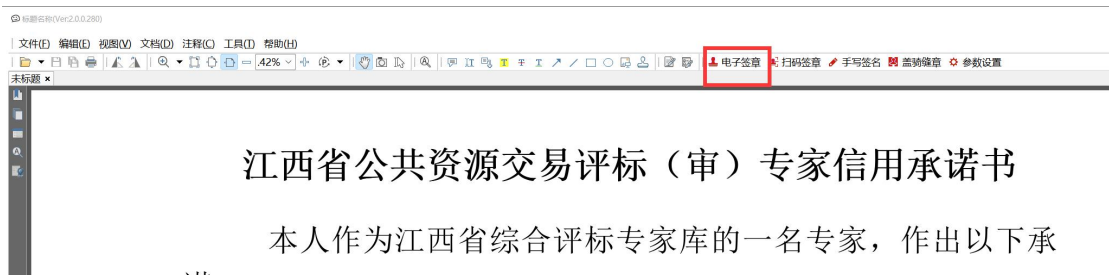 标题名称(Ver:2.0.0.280)
文件(F) 编辑(E) 视图(V) 文档(D) 注释(C) 工具(T) 帮助(H)
.42% T T T 电子签章 扫码签章 手写签名 盖骑缝章 参数设置
未标题 ×
江西省公共资源交易评标（审）专家信用承诺书
本人作为江西省综合评标专家库的一名专家，作出以下承